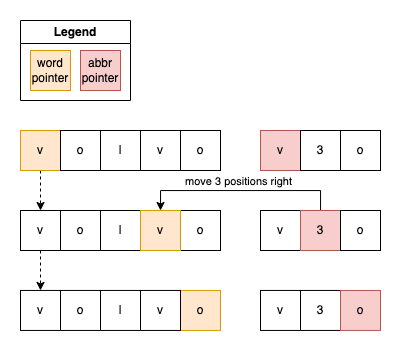 Legend
word pointer
abbr pointer
v o l v o
v 3 o
move 3 positions right
v o l v o
v 3 o
v o l v o
v 3 o